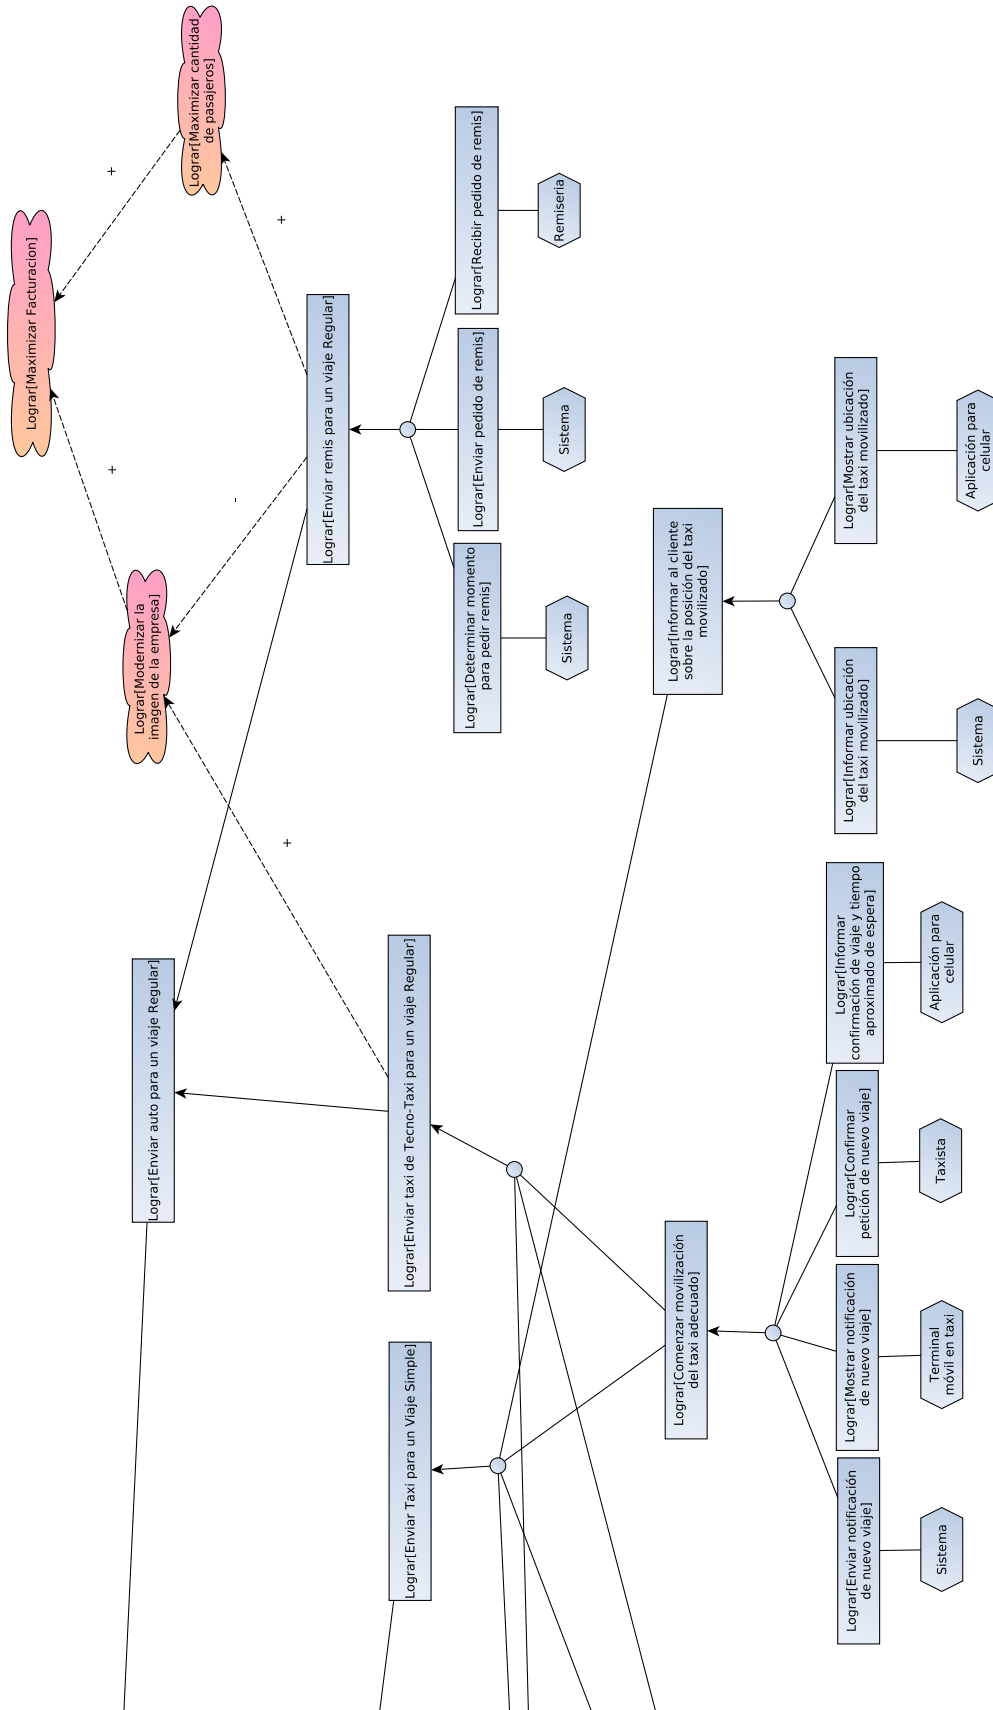 Lograr[Maximizar cantidad
de pasajeros]
+
Lograr[Maximizar Facturacion]
+
+
Lograr[Modernizar la
imagen de la empresa]
-
+
Lograr[Enviar remis para un viaje Regular]
Lograr[Recibir pedido de remis]
Remiseria
Lograr[Enviar pedido de remis]
Sistema
Lograr[Determinar momento
para pedir remis]
Sistema
Lograr[Enviar auto para un viaje Regular]
Lograr[Enviar taxi de Tecno-Taxi para un viaje Regular]
Lograr[Enviar Taxi para un Viaje Simple]
Lograr[Informar al cliente
sobre la posición del taxi
movilizado]
Lograr[Mostrar ubicación
del taxi movilizado]
Aplicación para
celular
Lograr[Informar ubicación
del taxi movilizado]
Sistema
Lograr[Comenzar movilización
del taxi adecuado]
Lograr[Informar
confirmación de viaje y tiempo
aproximado de espera]
Aplicación para
celular
Lograr[Confirmar
petición de nuevo viaje]
Taxista
Lograr[Mostrar notificación
de nuevo viaje]
Terminal
móvil en taxi
Lograr[Enviar notificación
de nuevo viaje]
Sistema